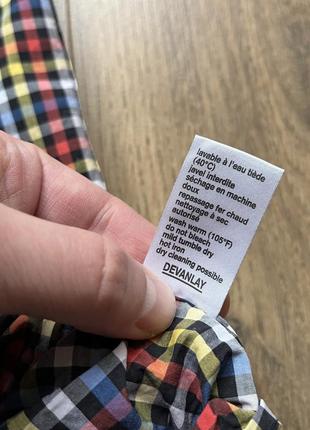 lavable à l'eau tiède
(40°C)
javel interdite
séchage en machine
doux
repassage fer chaud
nettoyage à sec
autorisé
wash warm (105°F)
do not bleach
mild tumble dry
hot iron
dry cleaning possible
DEVANLAY